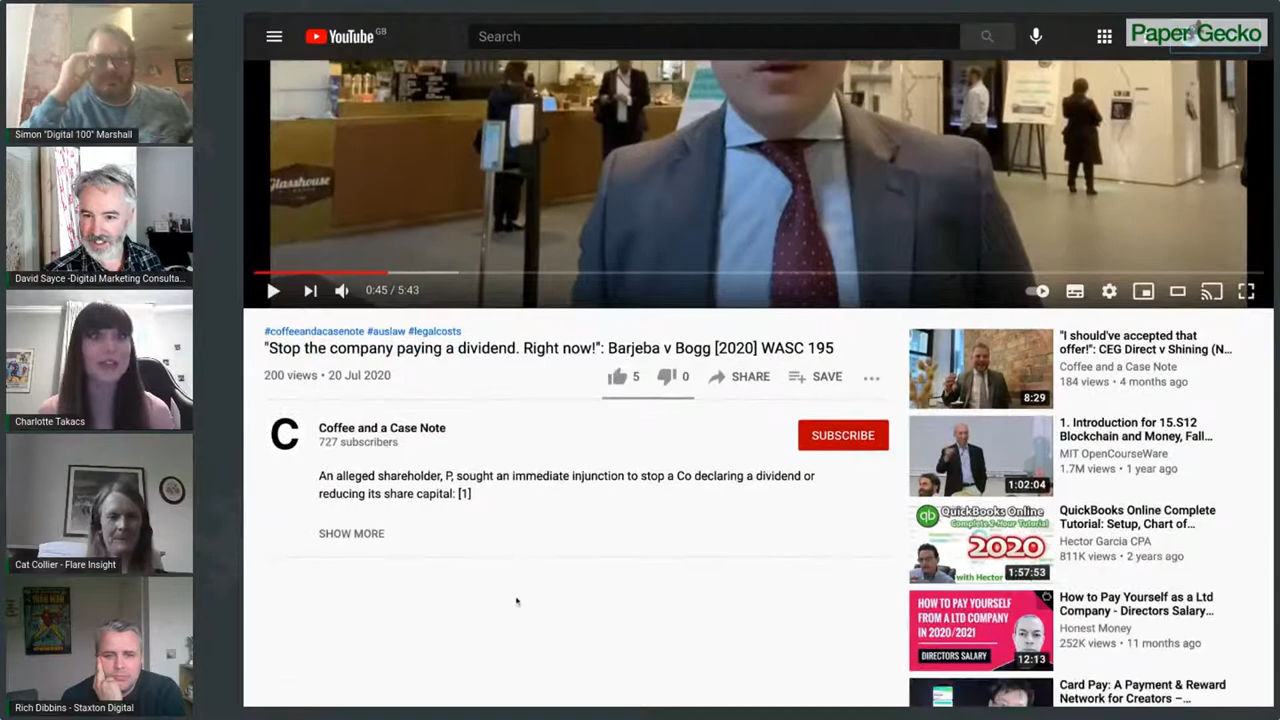 Simon "Digital 100" Marshall
David Sayce -Digital Marketing Consulta...
Charlotte Takacs
Cat Collier - Flare Insight
Rich Dibbins - Staxton Digital
YouTube GB
Search
Paper Gecko
Glasshouse
0:45 / 5:43
#coffeeandacasenote #auslaw #legalcosts
"Stop the company paying a dividend. Right now!": Barjeba v Bogg [2020] WASC 195
200 views • 20 Jul 2020
5
0
SHARE
SAVE
C
Coffee and a Case Note
727 subscribers
SUBSCRIBE
An alleged shareholder, P, sought an immediate injunction to stop a Co declaring a dividend or
reducing its share capital: [1]
SHOW MORE
8:29
"I should've accepted that
offer!": CEG Direct v Shining (N...
Coffee and a Case Note
184 views • 4 months ago
1:02:04
1. Introduction for 15.S12
Blockchain and Money, Fall...
MIT OpenCourseWare
1.7M views • 1 year ago
qb
QuickBooks Online
Complete 2-Hour Tutorial
2020
with Hector
1:57:53
QuickBooks Online Complete
Tutorial: Setup, Chart of...
Hector Garcia CPA
811K views • 2 years ago
HOW TO PAY YOURSELF
FROM A LTD COMPANY
IN 2020/2021
DIRECTORS SALARY
12:13
How to Pay Yourself as a Ltd
Company - Directors Salary...
Honest Money
252K views • 11 months ago
Card Pay: A Payment & Reward
Network for Creators –...